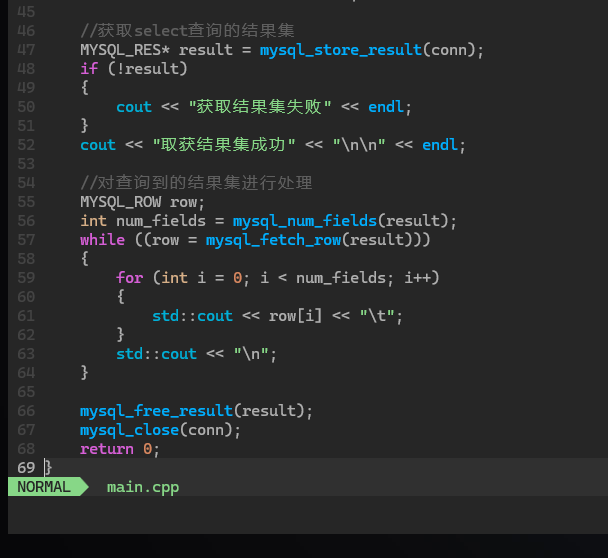 45
46 //获取select查询的结果集
47 MYSQL_RES* result = mysql_store_result(conn);
48 if (!result)
49 {
50 cout << "获取结果集失败" << endl;
51 }
52 cout << "取获结果集成功" << "\n\n" << endl;
53
54 //对查询到的结果集进行处理
55 MYSQL_ROW row;
56 int num_fields = mysql_num_fields(result);
57 while ((row = mysql_fetch_row(result)))
58 {
59 for (int i = 0; i < num_fields; i++)
60 {
61 std::cout << row[i] << "\t";
62 }
63 std::cout << "\n";
64 }
65
66 mysql_free_result(result);
67 mysql_close(conn);
68 return 0;
69 }
NORMAL main.cpp